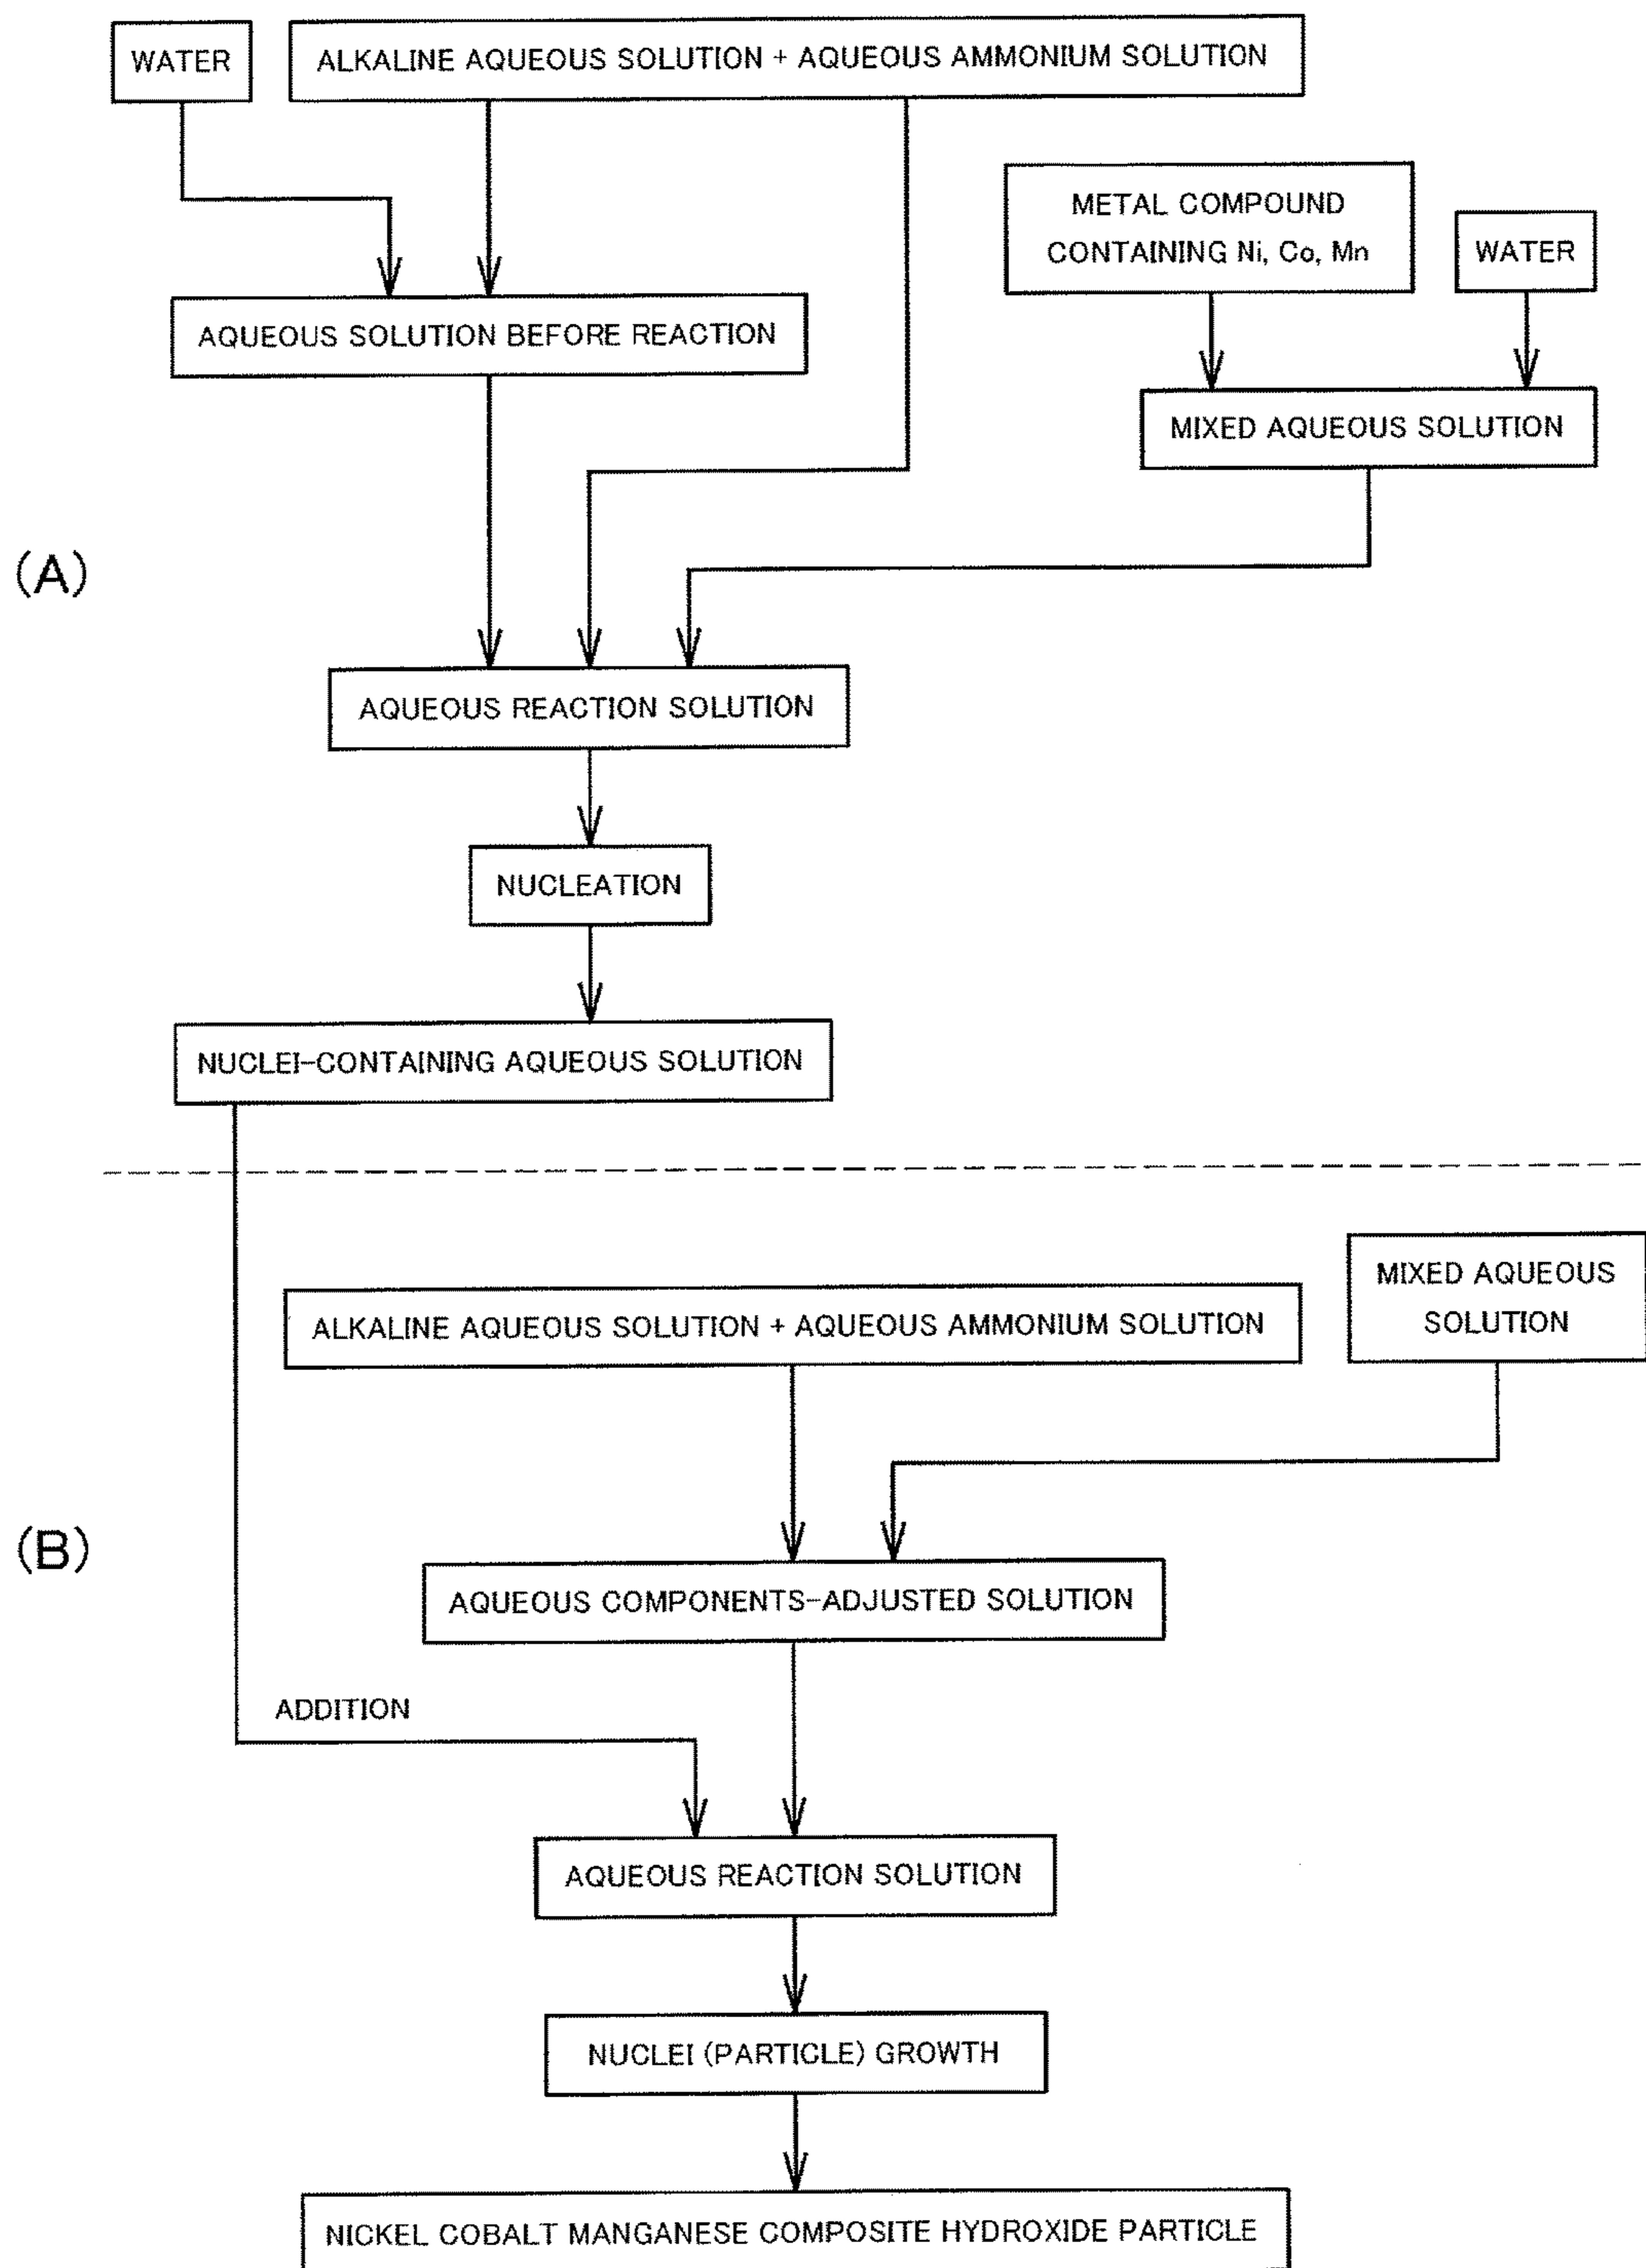 WATER
ALKALINE AQUEOUS SOLUTION + AQUEOUS AMMONIUM SOLUTION
METAL COMPOUND
CONTAINING Ni, Co, Mn
WATER
AQUEOUS SOLUTION BEFORE REACTION
MIXED AQUEOUS SOLUTION
(A)
AQUEOUS REACTION SOLUTION
NUCLEATION
NUCLEI-CONTAINING AQUEOUS SOLUTION
MIXED AQUEOUS
SOLUTION
ALKALINE AQUEOUS SOLUTION + AQUEOUS AMMONIUM SOLUTION
(B)
AQUEOUS COMPONENTS-ADJUSTED SOLUTION
ADDITION
AQUEOUS REACTION SOLUTION
NUCLEI (PARTICLE) GROWTH
NICKEL COBALT MANGANESE COMPOSITE HYDROXIDE PARTICLE